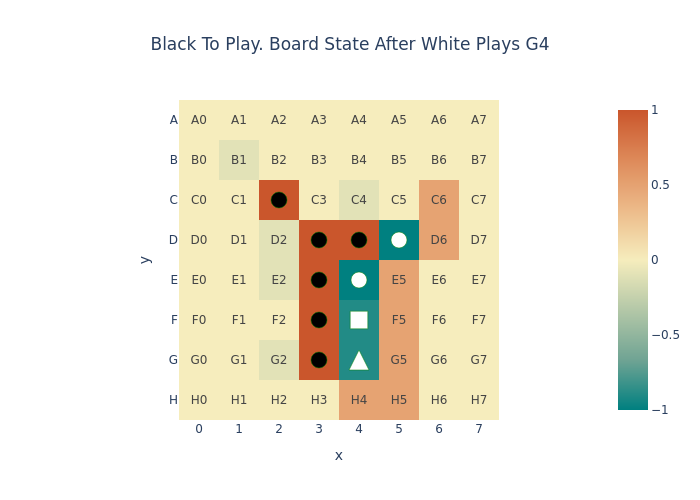 Black To Play. Board State After White Plays G4
A A0 A1 A2 A3 A4 A5 A6 A7
B B0 B1 B2 B3 B4 B5 B6 B7
C C0 C1 C3 C4 C5 C6 C7
D D0 D1 D2 D6 D7
E E0 E1 E2 E5 E6 E7
F F0 F1 F2 F5 F6 F7
G G0 G1 G2 G5 G6 G7
H H0 H1 H2 H3 H4 H5 H6 H7
0 1 2 3 4 5 6 7
x
y
1
0.5
0
−0.5
−1